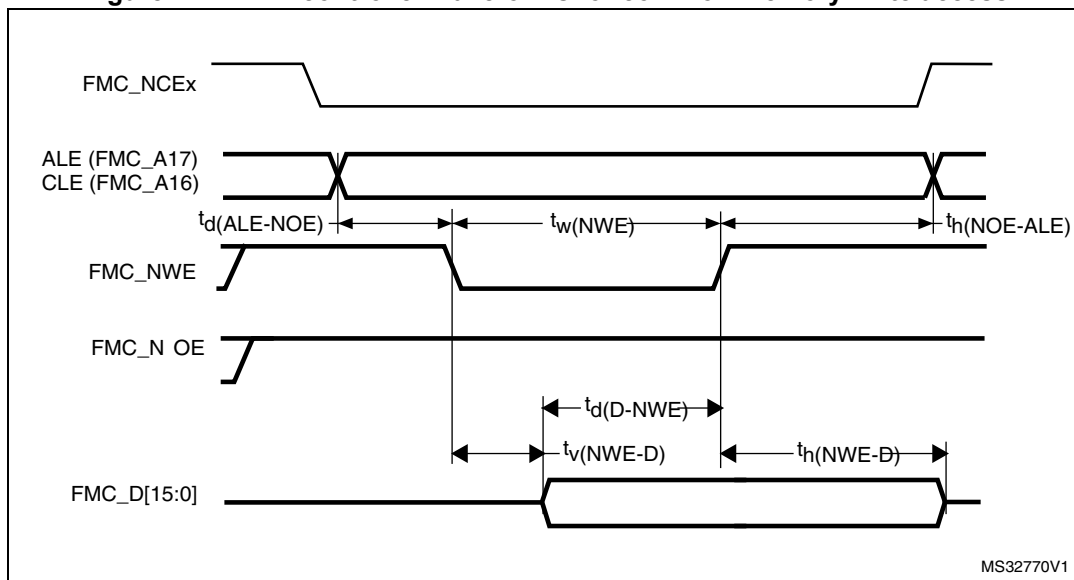 FMC_NCEx
ALE (FMC_A17)
CLE (FMC_A16)
td(ALE-NOE)
tw(NWE)
th(NOE-ALE)
FMC_NWE
FMC_N OE
td(D-NWE)
tv(NWE-D)
th(NWE-D)
FMC_D[15:0]
MS32770V1